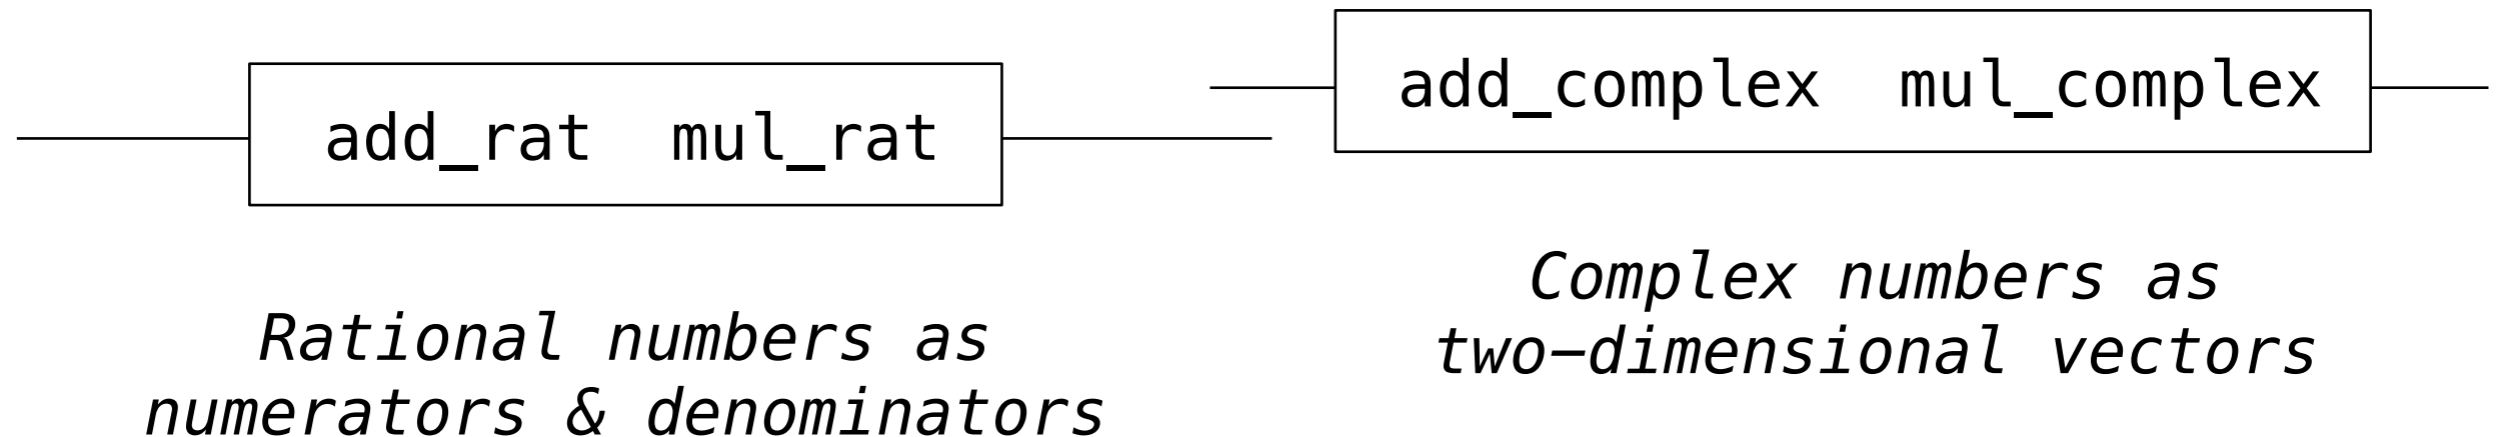 add_rat mul_rat
Rational numbers as
numerators & denominators
add_complex mul_complex
Complex numbers as
two-dimensional vectors